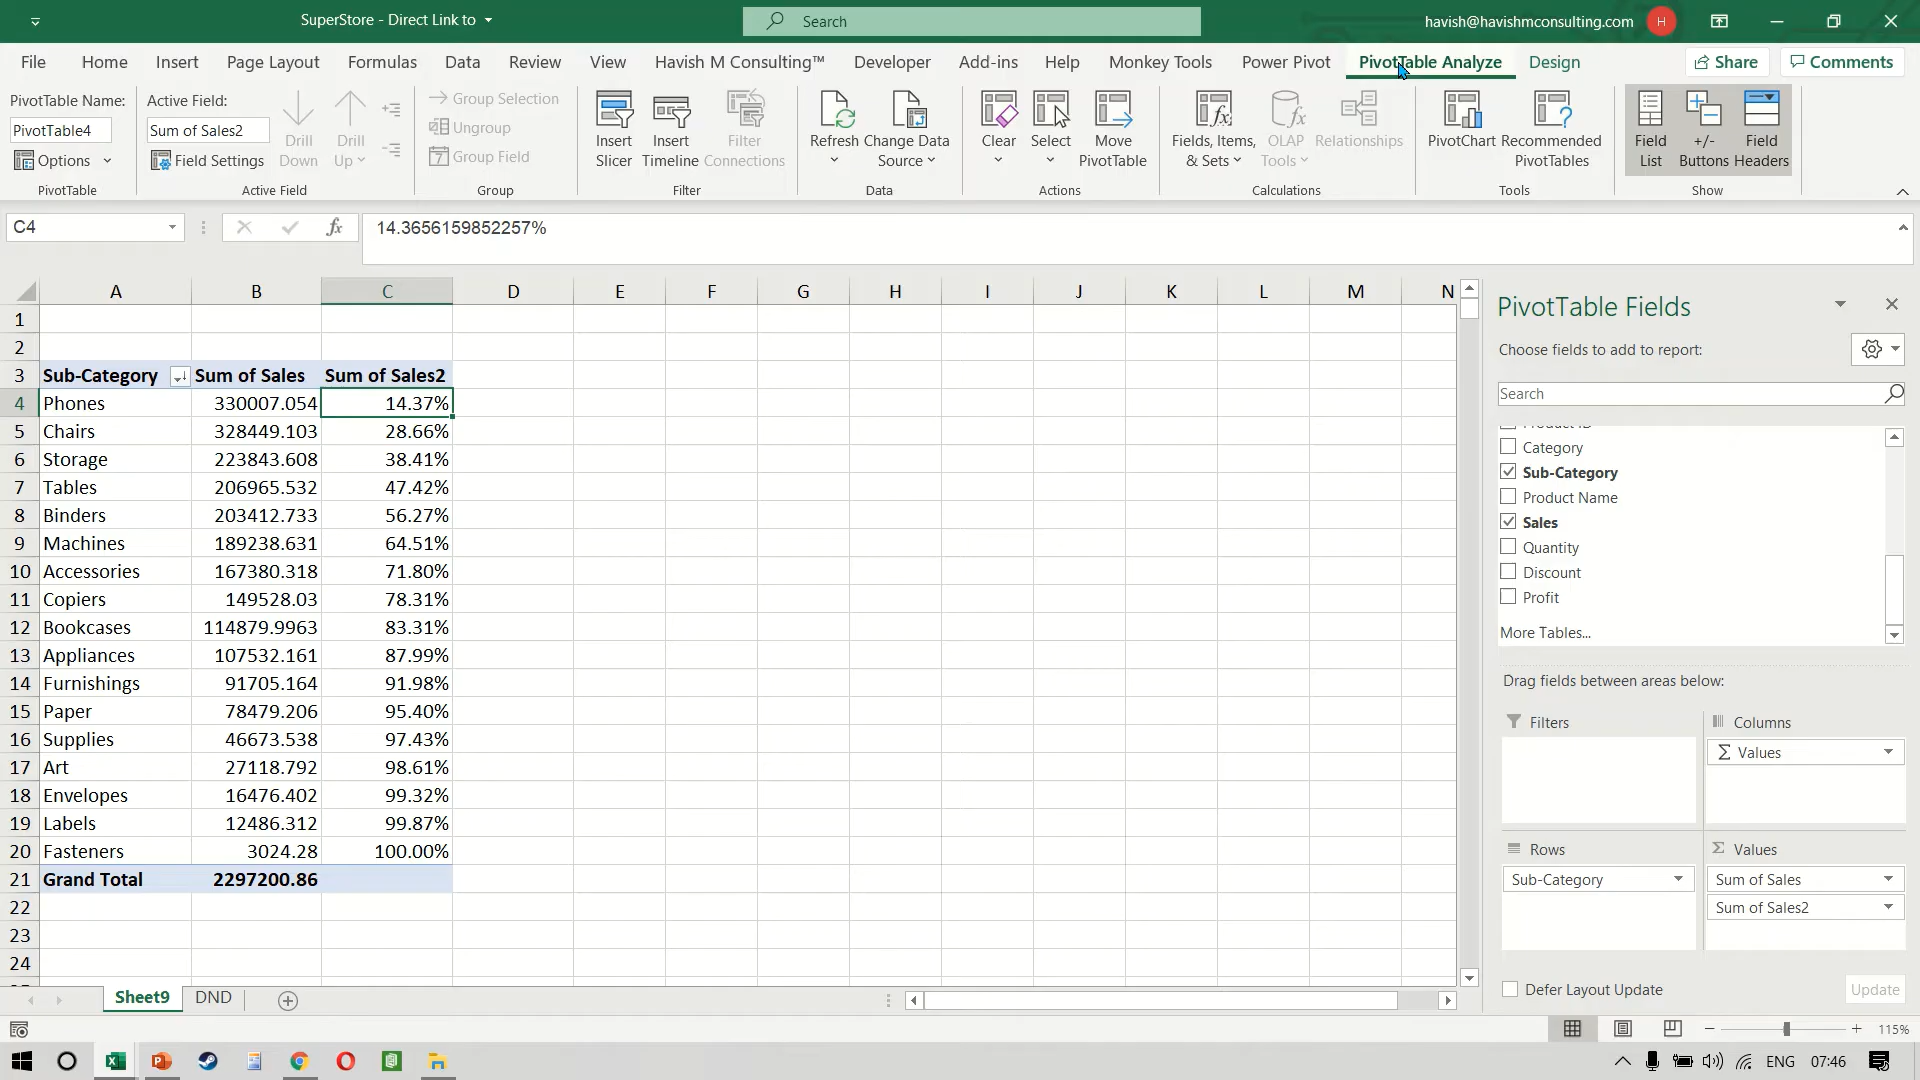 SuperStore - Direct Link to
Search
havish@havishmconsulting.com
H
File Home Insert Page Layout Formulas Data Review View Havish M Consulting™ Developer Add-ins Help Monkey Tools Power Pivot PivotTable Analyze Design Share Comments
PivotTable Name:
PivotTable4
Options
PivotTable
Active Field:
Sum of Sales2
Field Settings
Drill Down
Drill Up
Active Field
Group Selection
Ungroup
Group Field
Group
Insert Slicer
Insert Timeline
Filter Connections
Filter
Refresh
Change Data Source
Data
Clear
Select
Move PivotTable
Actions
Fields, Items, & Sets
OLAP Tools
Relationships
Calculations
PivotChart
Recommended PivotTables
Tools
Field List
+/- Buttons
Field Headers
Show
C4
fx
14.3656159852257%
A B C D E F G H I J K L M N
1
2
3 Sub-Category Sum of Sales Sum of Sales2
4 Phones 330007.054 14.37%
5 Chairs 328449.103 28.66%
6 Storage 223843.608 38.41%
7 Tables 206965.532 47.42%
8 Binders 203412.733 56.27%
9 Machines 189238.631 64.51%
10 Accessories 167380.318 71.80%
11 Copiers 149528.03 78.31%
12 Bookcases 114879.9963 83.31%
13 Appliances 107532.161 87.99%
14 Furnishings 91705.164 91.98%
15 Paper 78479.206 95.40%
16 Supplies 46673.538 97.43%
17 Art 27118.792 98.61%
18 Envelopes 16476.402 99.32%
19 Labels 12486.312 99.87%
20 Fasteners 3024.28 100.00%
21 Grand Total 2297200.86
22
23
24
PivotTable Fields
Choose fields to add to report:
Search
Category
Sub-Category
Product Name
Sales
Quantity
Discount
Profit
More Tables...
Drag fields between areas below:
Filters
Columns
Σ Values
Rows
Sub-Category
Σ Values
Sum of Sales
Sum of Sales2
Defer Layout Update
Update
Sheet9 DND
115%
ENG 07:46